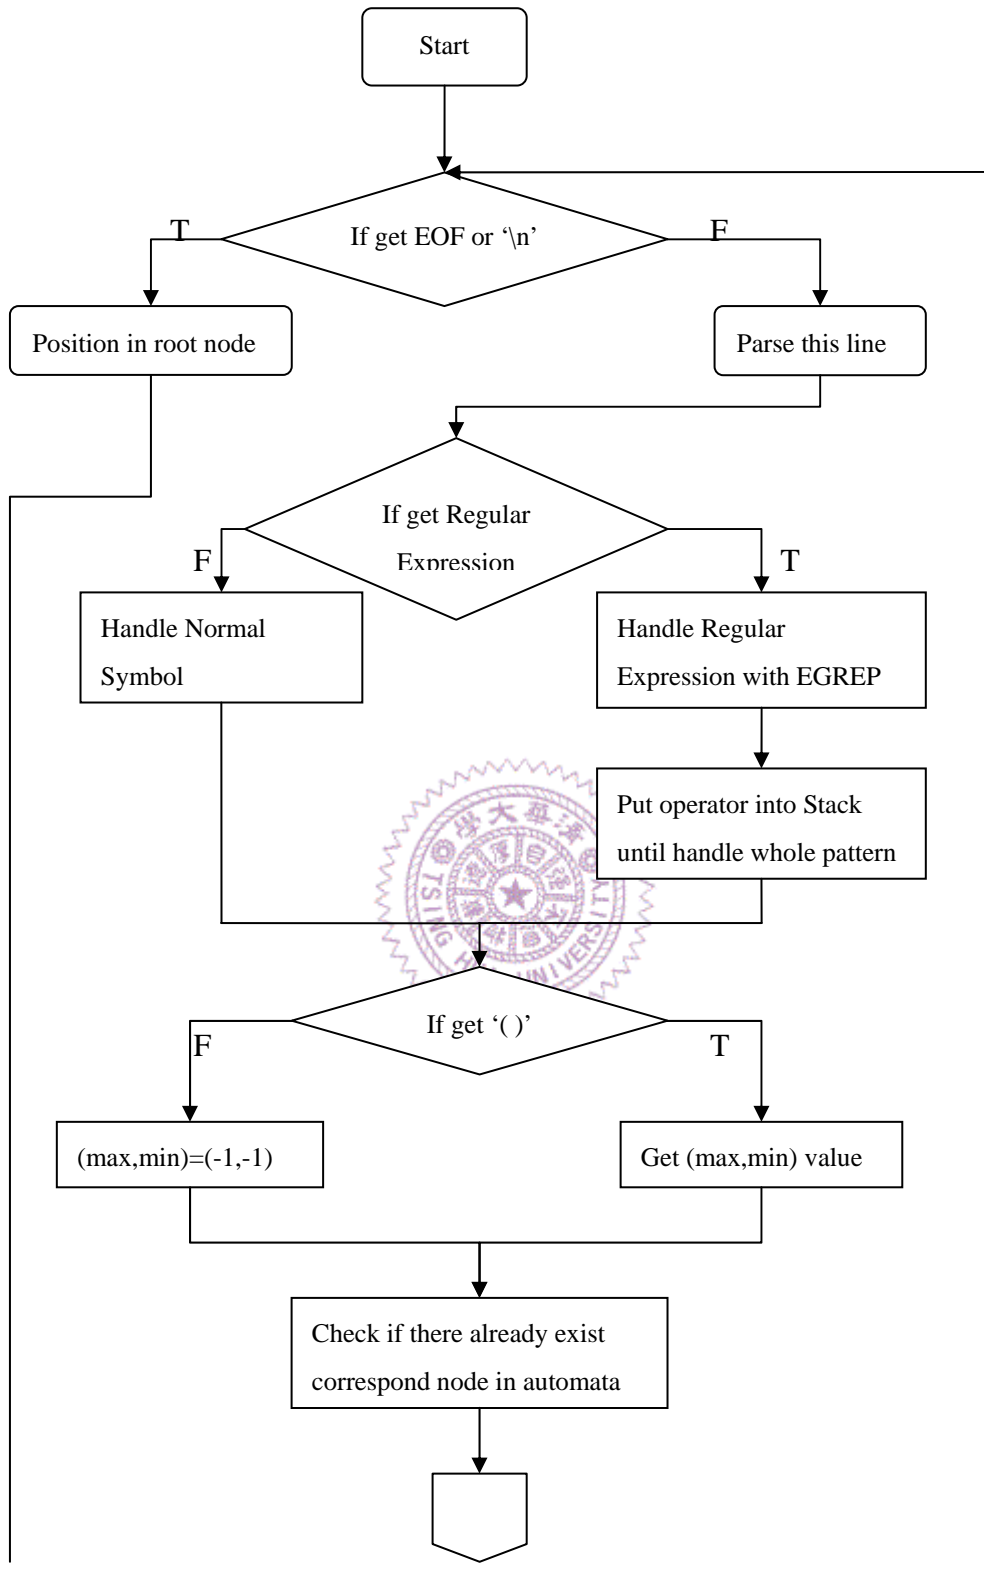 Start
If get EOF or ‘\n’
T
F
Position in root node
Parse this line
If get Regular
Expression
F
T
Handle Normal
Symbol
Handle Regular
Expression with EGREP
Put operator into Stack
until handle whole pattern
If get ‘( )’
F
T
(max,min)=(-1,-1)
Get (max,min) value
Check if there already exist
correspond node in automata